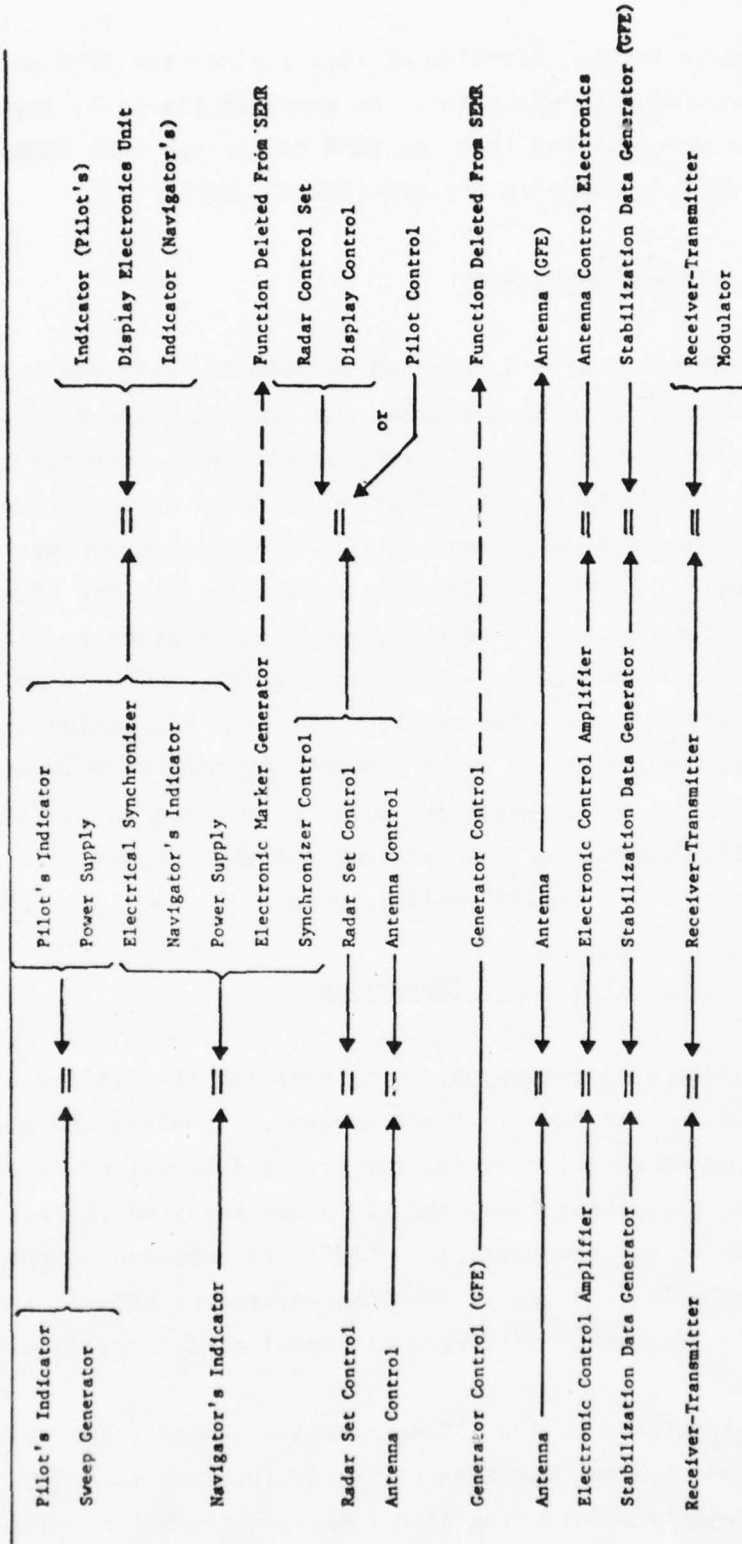 Pilot's Indicator
Sweep Generator
Navigator's Indicator
Radar Set Control
Antenna Control
Generator Control (GFE)
Antenna
Electronic Control Amplifier
Stabilization Data Generator
Receiver-Transmitter
Pilot's Indicator
Power Supply
Electrical Synchronizer
Navigator's Indicator
Power Supply
Electronic Marker Generator
Synchronizer Control
Radar Set Control
Antenna Control
Generator Control
Antenna
Electronic Control Amplifier
Stabilization Data Generator
Receiver-Transmitter
Indicator (Pilot's)
Display Electronice Unit
Indicator (Navigator's)
Function Deleted From SEMR
Radar Control Set
Display Control
or
Pilot Control
Function Deleted From SEMR
Antenna (GFE)
Antenna Control Electronics
Stabilization Data Generator (GFE)
Receiver-Transmitter
Modulator